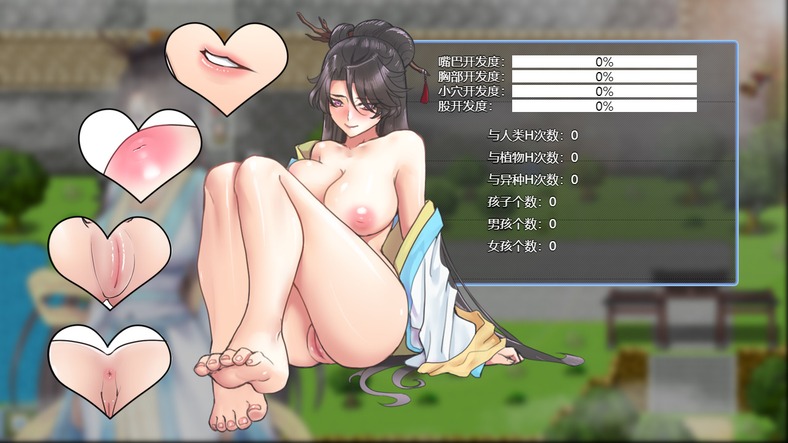 嘴巴开发度： 0%
胸部开发度： 0%
小穴开发度： 0%
股开发度： 0%
与人类H次数： 0
与植物H次数： 0
与异种H次数： 0
孩子个数： 0
男孩个数： 0
女孩个数： 0